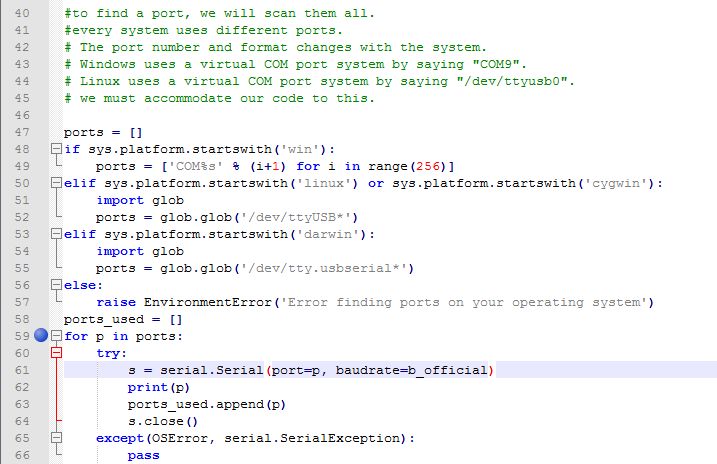 40 #to find a port, we will scan them all.
41 #every system uses different ports.
42 # The port number and format changes with the system.
43 # Windows uses a virtual COM port system by saying "COM9".
44 # Linux uses a virtual COM port system by saying "/dev/ttyusb0".
45 # we must accommodate our code to this.
46
47 ports = []
48 if sys.platform.startswith('win'):
49     ports = ['COM%s' % (i+1) for i in range(256)]
50 elif sys.platform.startswith('linux') or sys.platform.startswith('cygwin'):
51     import glob
52     ports = glob.glob('/dev/ttyUSB*')
53 elif sys.platform.startswith('darwin'):
54     import glob
55     ports = glob.glob('/dev/tty.usbserial*')
56 else:
57     raise EnvironmentError('Error finding ports on your operating system')
58 ports_used = []
59 for p in ports:
60     try:
61         s = serial.Serial(port=p, baudrate=b_official)
62         print(p)
63         ports_used.append(p)
64         s.close()
65     except(OSError, serial.SerialException):
66         pass